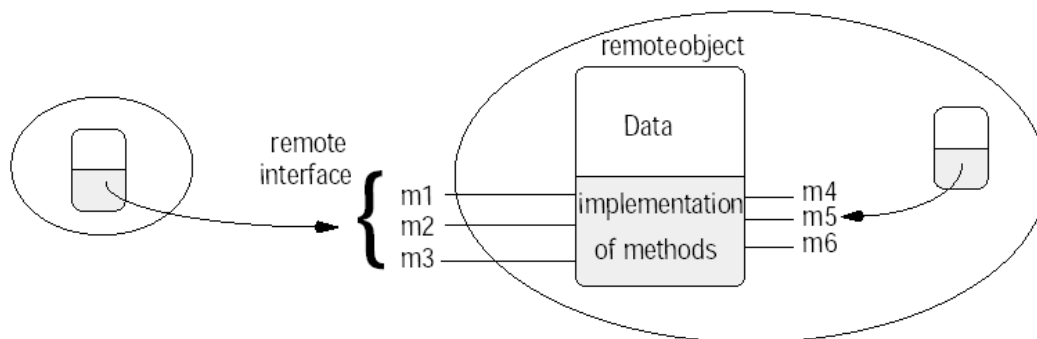 remoteobject
Data
remote
interface
m1
m2
m3
implementation
of methods
m4
m5
m6